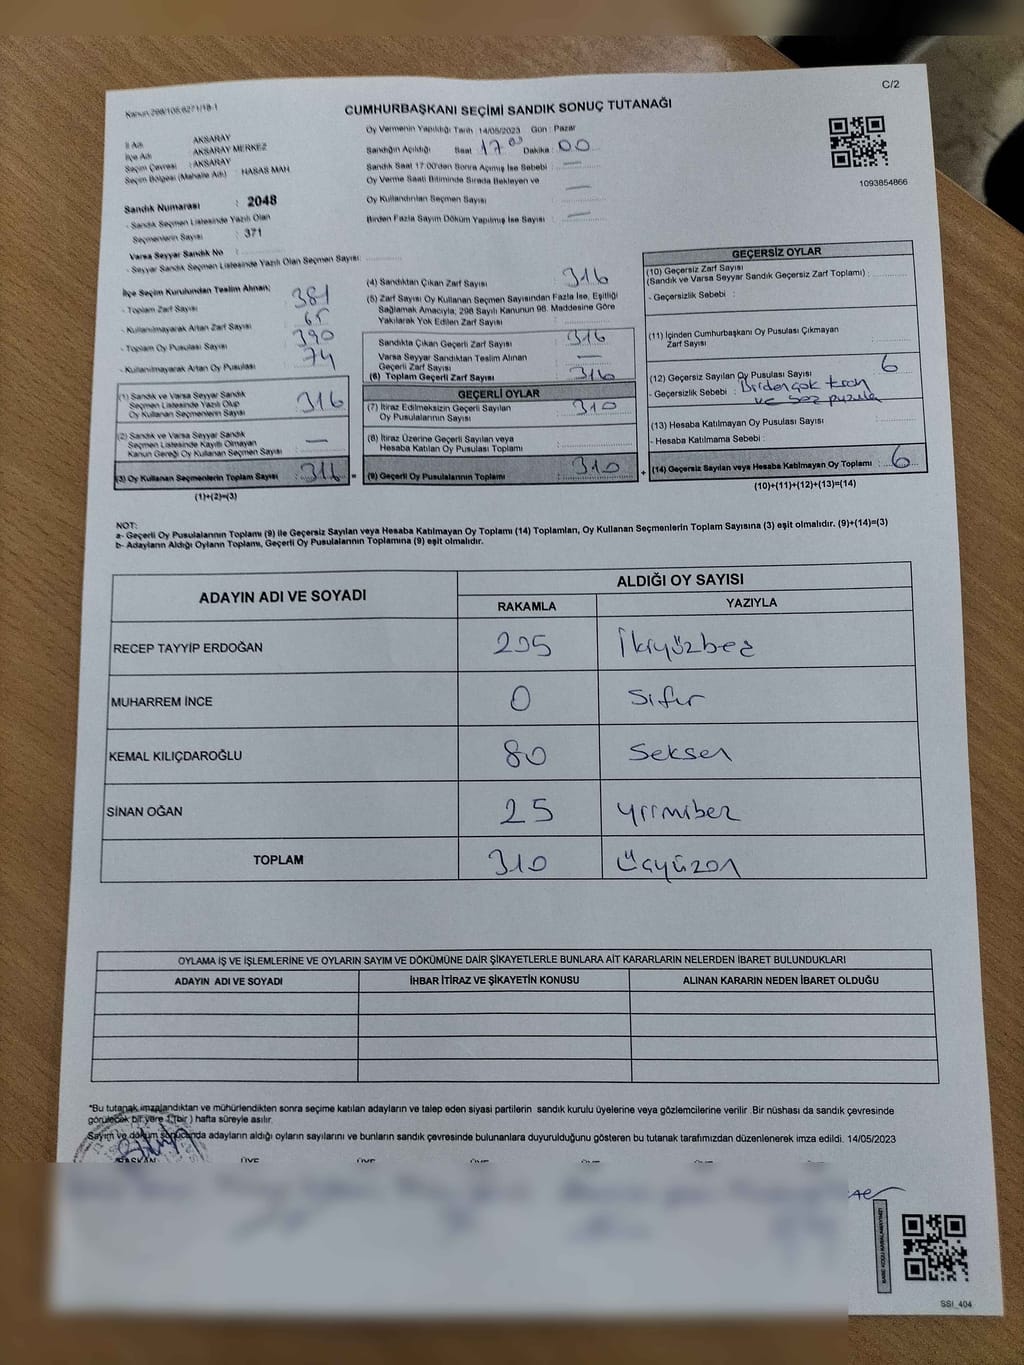 C/2
Kanun:298/105,6271/18-1
CUMHURBAŞKANI SEÇİMİ SANDIK SONUÇ TUTANAĞI
1093854866
İl Adı : AKSARAY
İlçe Adı : AKSARAY MERKEZ
Seçim Çevresi : AKSARAY
Seçim Bölgesi (Mahalle Adı) : HASAS MAH
Sandık Numarası : 2048
- Sandık Seçmen Listesinde Yazılı Olan
Seçmenlerin Sayısı : 371
Varsa Seyyar Sandık No :
- Seyyar Sandık Seçmen Listesinde Yazılı Olan Seçmen Sayısı:
Oy Vermenin Yapıldığı Tarih : 14/05/2023 Gün : Pazar
Sandığın Açıldığı Saat 17 00 Dakika : 00
Sandık Saat 17:00'den Sonra Açılmış İse Sebebi : —
Oy Verme Saati Bitiminde Sırada Bekleyen ve
Oy Kullandırılan Seçmen Sayısı : —
Birden Fazla Sayım Döküm Yapılmış İse Sayısı : —
İlçe Seçim Kurulundan Teslim Alınan;
- Toplam Zarf Sayısı : 381
- Kullanılmayarak Artan Zarf Sayısı : 65
- Toplam Oy Pusulası Sayısı : 390
- Kullanılmayarak Artan Oy Pusulası : 74
(1) Sandık ve Varsa Seyyar Sandık
Seçmen Listesinde Yazılı Olup
Oy Kullanan Seçmenlerin Sayısı : 316
(2) Sandık ve Varsa Seyyar Sandık
Seçmen Listesinde Kayıtlı Olmayan
Kanun Gereği Oy Kullanan Seçmen Sayısı : —
(3) Oy Kullanan Seçmenlerin Toplam Sayısı : 316 =
(1)+(2)=(3)
(4) Sandıktan Çıkan Zarf Sayısı : 316
(5) Zarf Sayısı Oy Kullanan Seçmen Sayısından Fazla İse, Eşitliği
Sağlamak Amacıyla; 298 Sayılı Kanunun 98. Maddesine Göre
Yakılarak Yok Edilen Zarf Sayısı :
Sandıkta Çıkan Geçerli Zarf Sayısı : 316
Varsa Seyyar Sandıktan Teslim Alınan
Geçerli Zarf Sayısı : —
(6) Toplam Geçerli Zarf Sayısı : 316
GEÇERLİ OYLAR
(7) İtiraz Edilmeksizin Geçerli Sayılan
Oy Pusulalarının Sayısı : 310
(8) İtiraz Üzerine Geçerli Sayılan veya
Hesaba Katılan Oy Pusulası Toplamı :
(9) Geçerli Oy Pusulalarının Toplamı : 310 +
GEÇERSİZ OYLAR
(10) Geçersiz Zarf Sayısı
(Sandık ve Varsa Seyyar Sandık Geçersiz Zarf Toplamı) :
- Geçersizlik Sebebi :
(11) İçinden Cumhurbaşkanı Oy Pusulası Çıkmayan
Zarf Sayısı :
(12) Geçersiz Sayılan Oy Pusulası Sayısı : 6
- Geçersizlik Sebebi : Birden çok
ve boz pusula
(13) Hesaba Katılmayan Oy Pusulası Sayısı :
- Hesaba Katılmama Sebebi :
(14) Geçersiz Sayılan veya Hesaba Katılmayan Oy Toplamı : 6
(10)+(11)+(12)+(13)=(14)
NOT:
a- Geçerli Oy Pusulalarının Toplamı (9) ile Geçersiz Sayılan veya Hesaba Katılmayan Oy Toplamı (14) Toplamları, Oy Kullanan Seçmenlerin Toplam Sayısına (3) eşit olmalıdır. (9)+(14)=(3)
b- Adayların Aldığı Oyların Toplamı, Geçerli Oy Pusulalarının Toplamına (9) eşit olmalıdır.
ADAYIN ADI VE SOYADI
ALDIĞI OY SAYISI
RAKAMLA YAZIYLA
RECEP TAYYİP ERDOĞAN 205 İkiyüzbeş
MUHARREM İNCE 0 Sıfır
KEMAL KILIÇDAROĞLU 80 Seksen
SİNAN OĞAN 25 yirmibeş
TOPLAM 310 Üçyüzon
OYLAMA İŞ VE İŞLEMLERİNE VE OYLARIN SAYIM VE DÖKÜMÜNE DAİR ŞİKAYETLERLE BUNLARA AİT KARARLARIN NELERDEN İBARET BULUNDUKLARI
ADAYIN ADI VE SOYADI İHBAR İTİRAZ VE ŞİKAYETİN KONUSU ALINAN KARARIN NEDEN İBARET OLDUĞU
*Bu tutanak imzalandıktan ve mühürlendikten sonra seçime katılan adayların ve talep eden siyasi partilerin sandık kurulu üyelerine veya gözlemcilerine verilir .Bir nüshası da sandık çevresinde
görülecek bir yere 1 (bir ) hafta süreyle asılır.
Sayım ve döküm sonucunda adayların aldığı oyların sayılarını ve bunların sandık çevresinde bulunanlara duyurulduğunu gösteren bu tutanak tarafımızdan düzenlenerek imza edildi. 14/05/2023
BAŞKAN ÜYE ÜYE ÜYE ÜYE ÜYE ÜYE
SSI_404